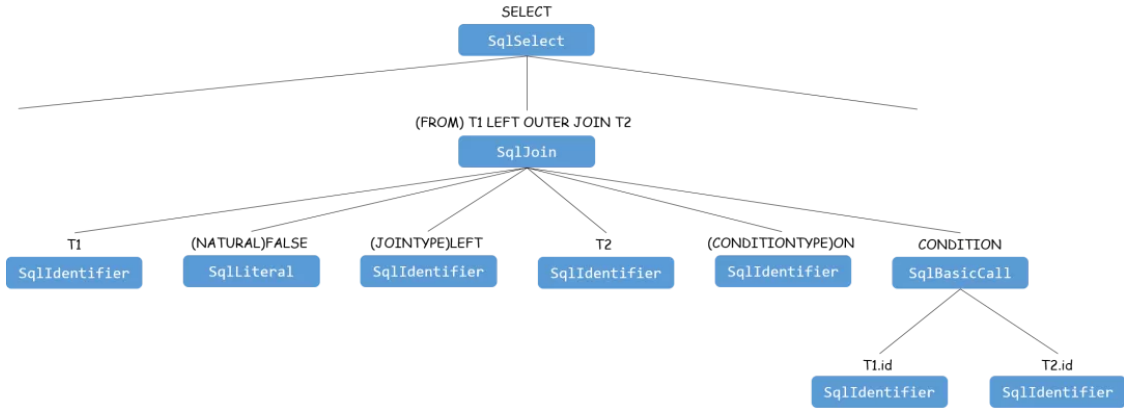 SELECT
SqlSelect
(FROM) T1 LEFT OUTER JOIN T2
SqlJoin
T1
(NATURAL)FALSE
(JOINTYPE)LEFT
T2
(CONDITIONTYPE)ON
CONDITION
SqlIdentifier
SqlLiteral
SqlIdentifier
SqlIdentifier
SqlIdentifier
SqlBasicCall
T1.id
T2.id
SqlIdentifier
SqlIdentifier